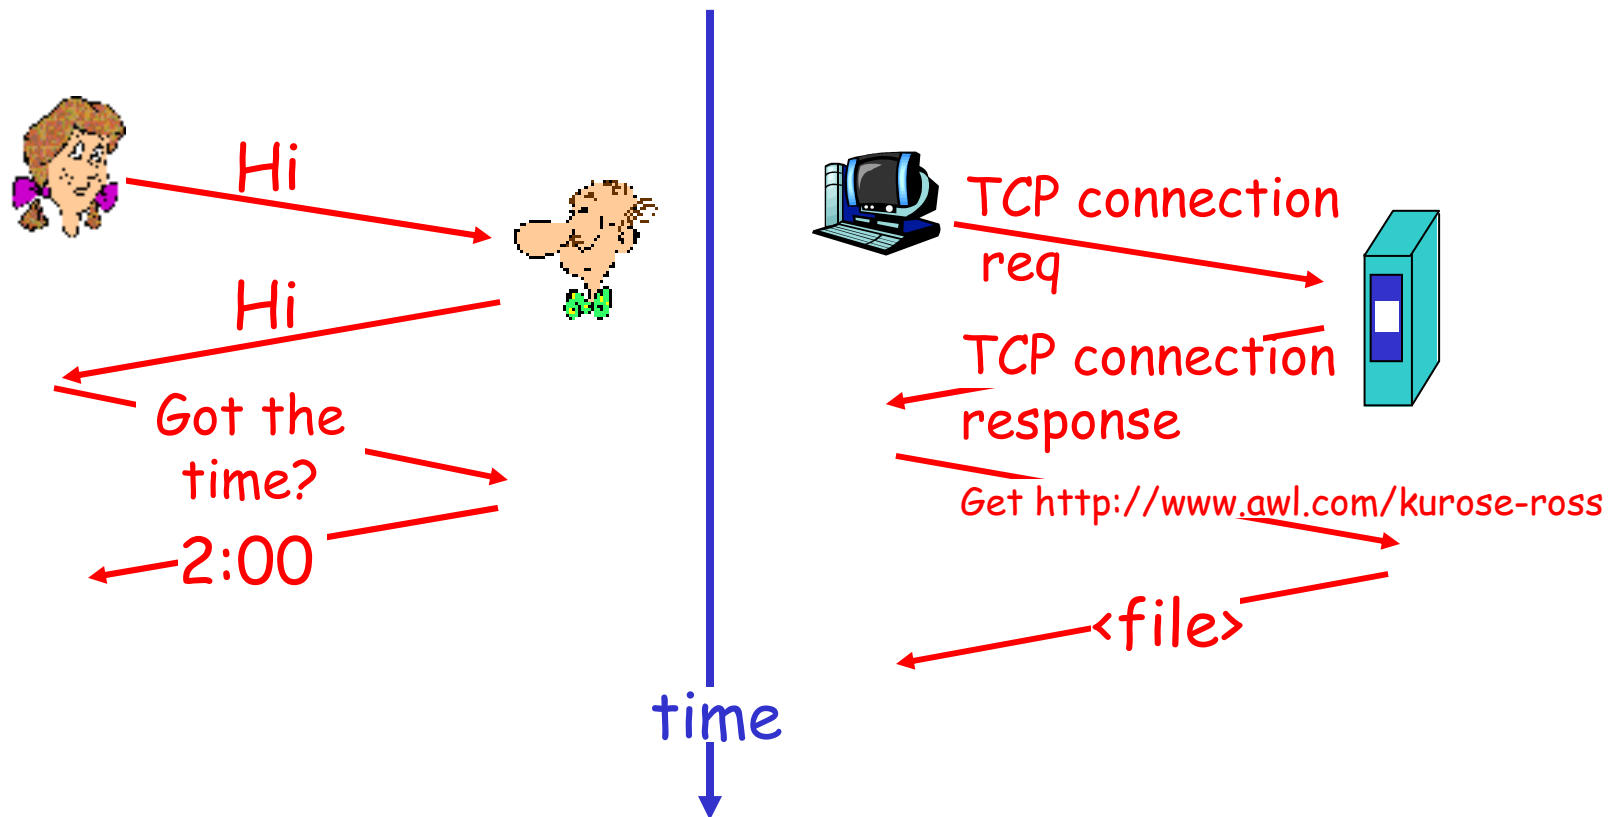 Hi
Hi
Got the
time?
2:00
TCP connection
req
TCP connection
response
Get http://www.awl.com/kurose-ross
<file>
time